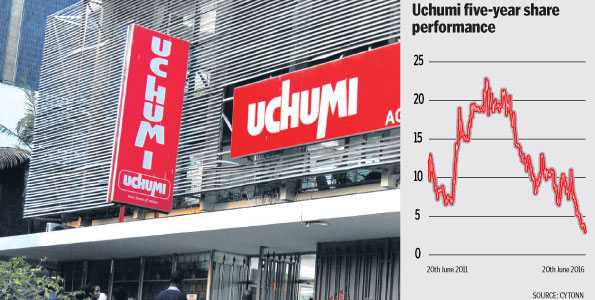 UCHUMI
UCHUMI
UCHUMI
Uchumi five-year share
performance
25
20
15
10
5
0
20th June 2011
20th June 2016
SOURCE: CYTONN